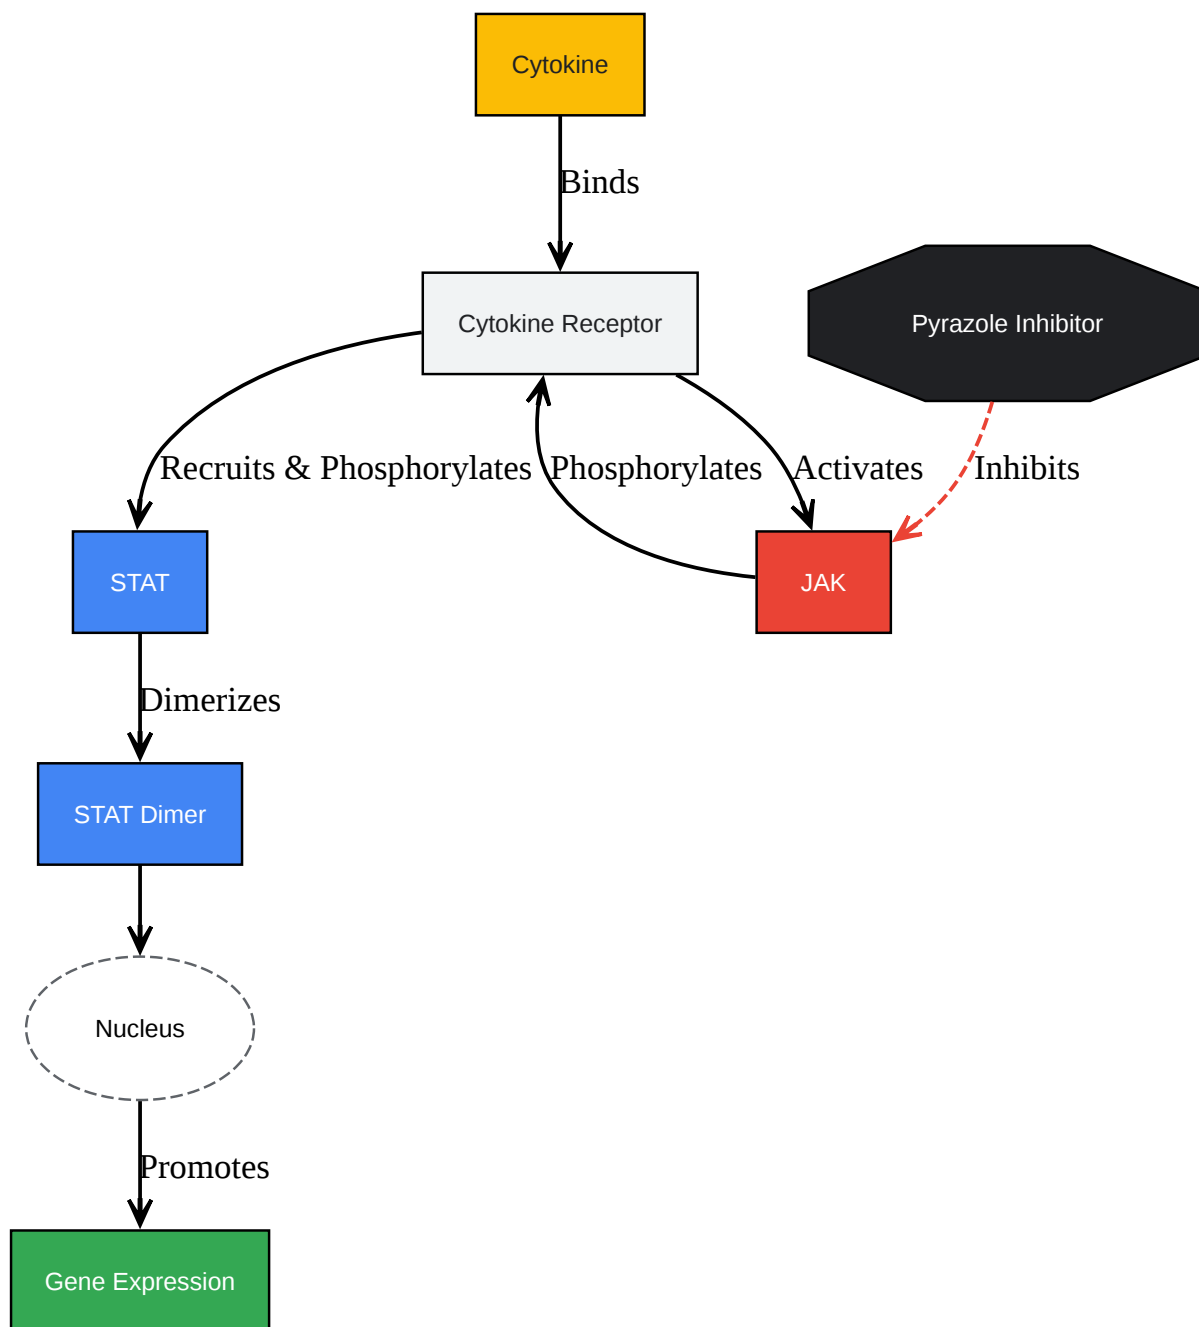 Cytokine
Binds
Cytokine Receptor
Pyrazole Inhibitor
Recruits & Phosphorylates
Phosphorylates
Activates
Inhibits
STAT
JAK
Dimerizes
STAT Dimer
Nucleus
Promotes
Gene Expression